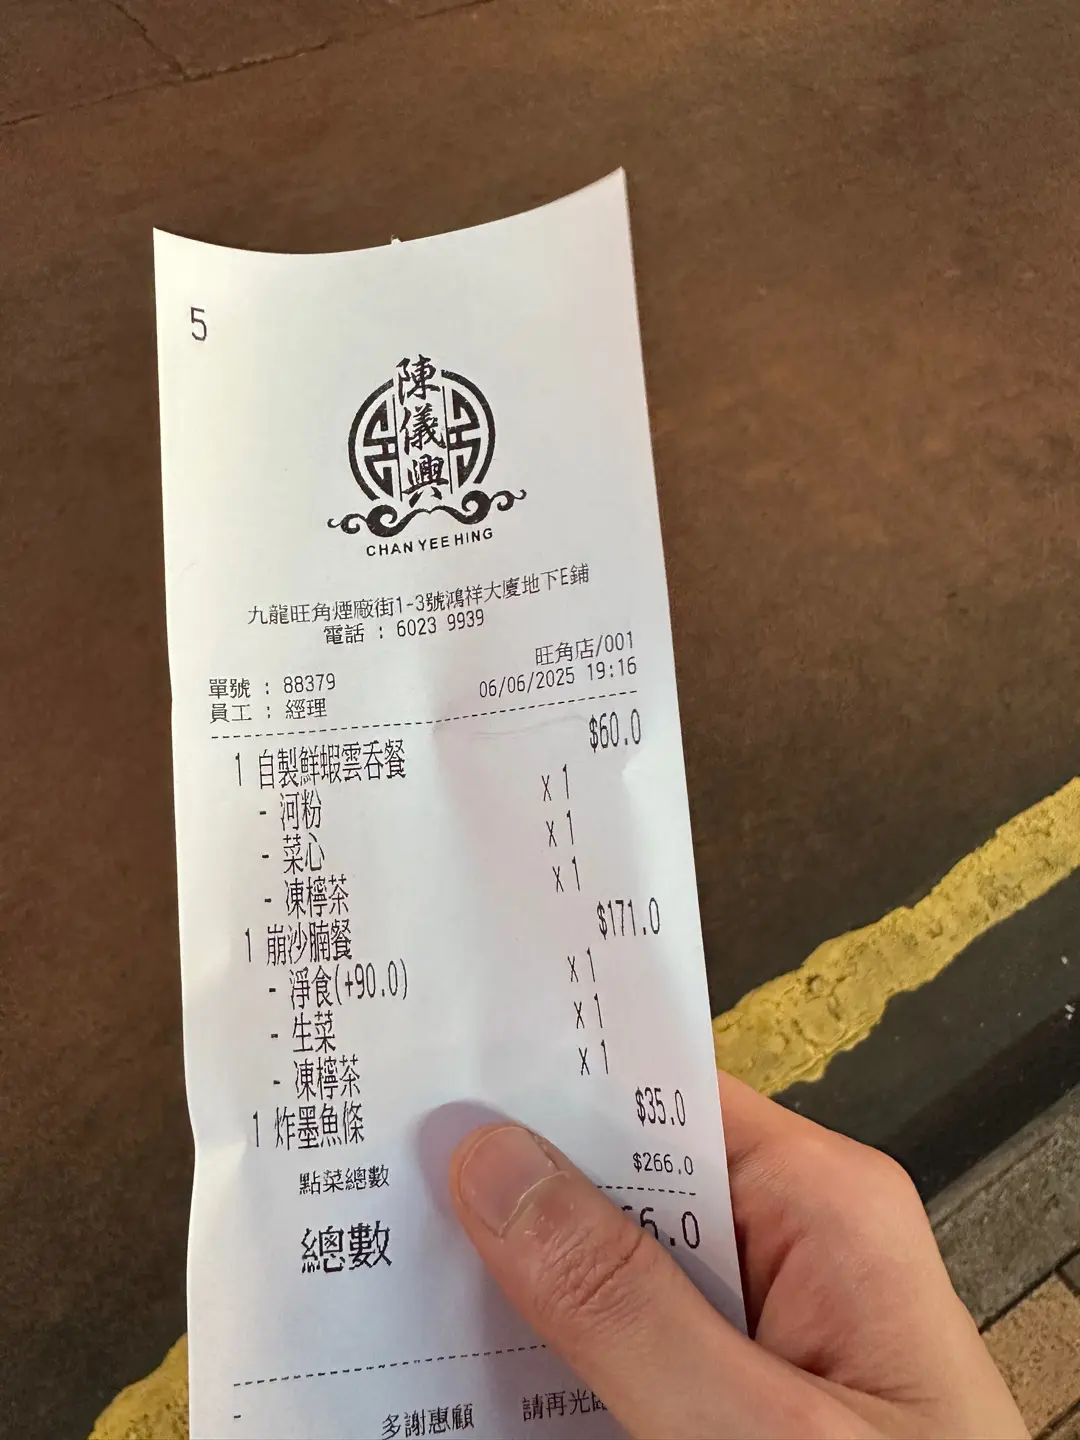 5
陳儀興
CHAN YEE HING
九龍旺角煙廠街1-3號鴻祥大廈地下E鋪
電話 : 6023 9939
旺角店/001
單號 : 88379 06/06/2025 19:16
員工 : 經理
1 自製鮮蝦雲吞餐 $60.0
- 河粉 x 1
- 菜心 x 1
- 凍檸茶 x 1
1 崩沙腩餐 $171.0
- 淨食(+90.0) x 1
- 生菜 x 1
- 凍檸茶 x 1
1 炸墨魚條 $35.0
點菜總數 $266.0
總數 6.0
-
多謝惠顧 請再光